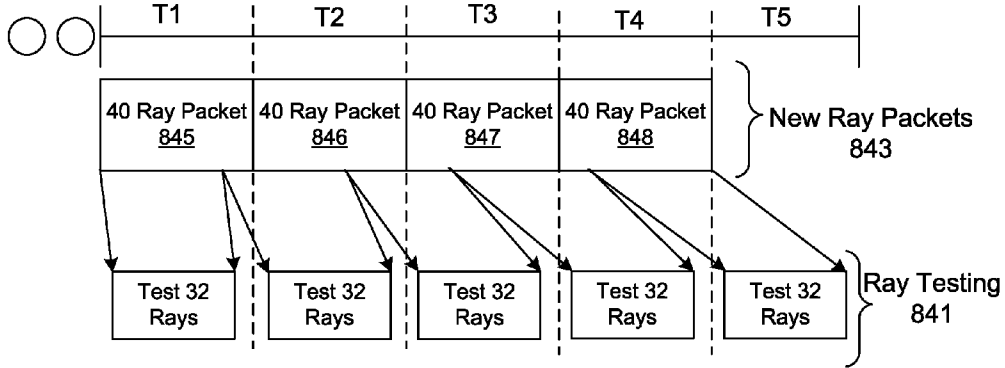 T1 T2 T3 T4 T5
40 Ray Packet 40 Ray Packet 40 Ray Packet 40 Ray Packet
845 846 847 848
New Ray Packets
843
Test 32 Test 32 Test 32 Test 32 Test 32
Rays Rays Rays Rays Rays
Ray Testing
841